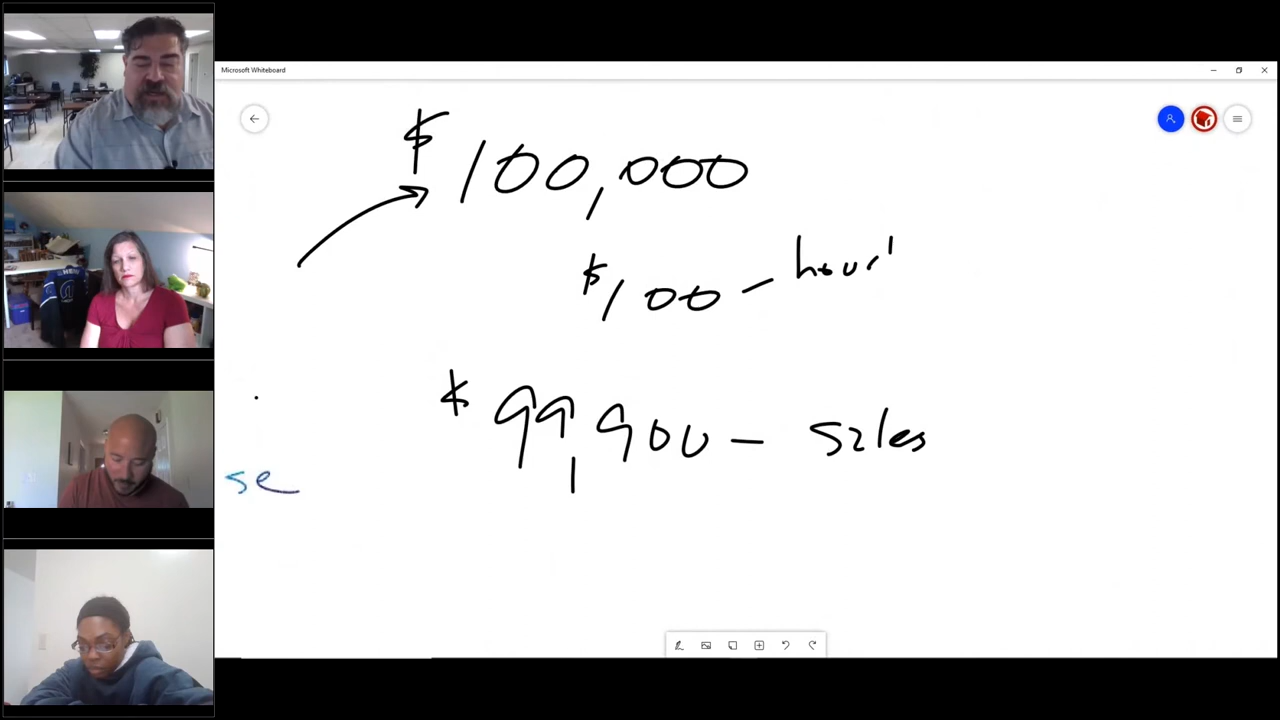 Microsoft Whiteboard
$100,000
$100 – hour
$99,900 – sales
se